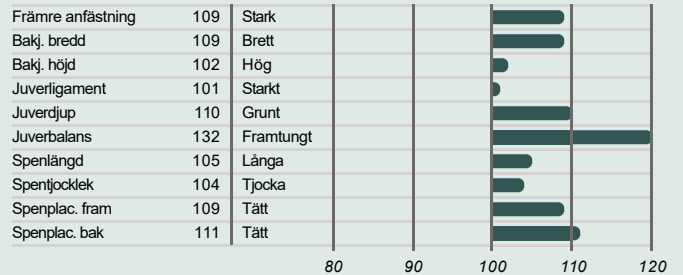 Främre anfästning 109 Stark
Bakj. bredd 109 Brett
Bakj. höjd 102 Hög
Juverligament 101 Starkt
Juverdjup 110 Grunt
Juverbalans 132 Framtungt
Spenlängd 105 Långa
Spentjocklek 104 Tjocka
Spenplac. fram 109 Tätt
Spenplac. bak 111 Tätt
80 90 100 110 120